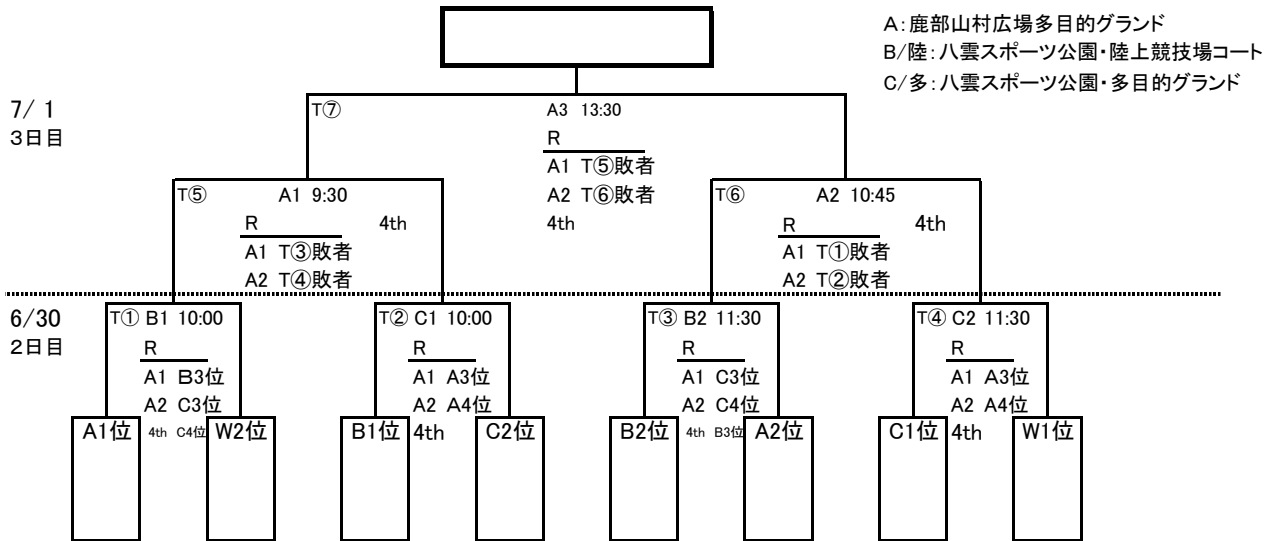 A:鹿部山村広場多目的グランド
B/陸:八雲スポーツ公園・陸上競技場コート
C/多:八雲スポーツ公園・多目的グランド
7/ 1
3日目
T⑦ A3 13:30
R
A1 T⑤敗者
A2 T⑥敗者
4th
T⑤ A1 9:30
R 4th
A1 T③敗者
A2 T④敗者
T⑥ A2 10:45
R 4th
A1 T①敗者
A2 T②敗者
6/30
2日目
T① B1 10:00
R
A1 B3位
A2 C3位
A1位 4th C4位 W2位
T② C1 10:00
R
A1 A3位
A2 A4位
B1位 4th C2位
T③ B2 11:30
R
A1 C3位
A2 C4位
B2位 4th B3位 A2位
T④ C2 11:30
R
A1 A3位
A2 A4位
C1位 4th W1位